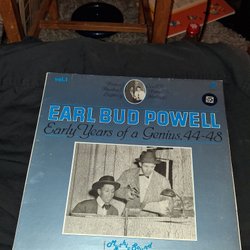 vol.1
EARL BUD POWELL
Early Years of a Genius, 44-48